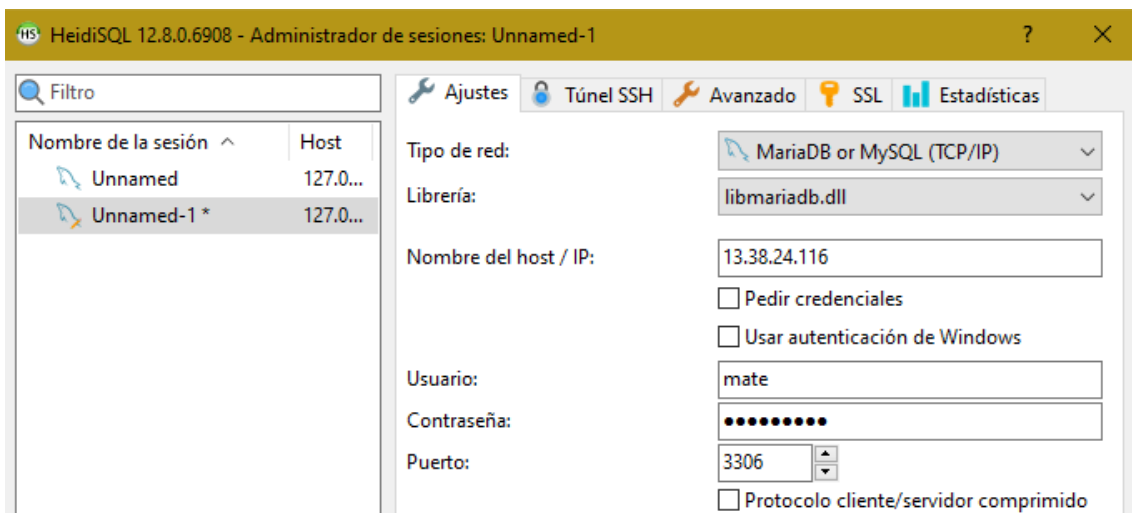 HeidiSQL 12.8.0.6908 - Administrador de sesiones: Unnamed-1
Filtro
Nombre de la sesión Host
Unnamed 127.0...
Unnamed-1 * 127.0...
Ajustes Túnel SSH Avanzado SSL Estadísticas
Tipo de red: MariaDB or MySQL (TCP/IP)
Librería: libmariadb.dll
Nombre del host / IP: 13.38.24.116
Pedir credenciales
Usar autenticación de Windows
Usuario: mate
Contraseña: ●●●●●●●●●
Puerto: 3306
Protocolo cliente/servidor comprimido